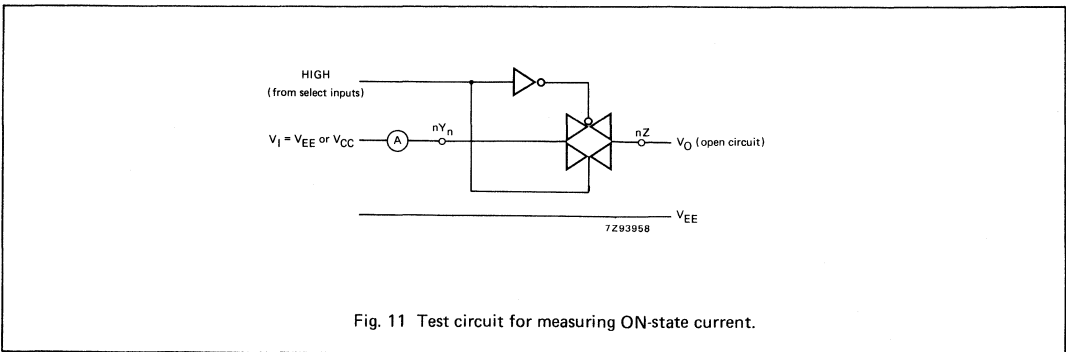 HIGH
(from select inputs)
V_I = V_EE or V_CC
A
nY_n
nZ
V_O (open circuit)
V_EE
7Z93958
Fig. 11 Test circuit for measuring ON-state current.